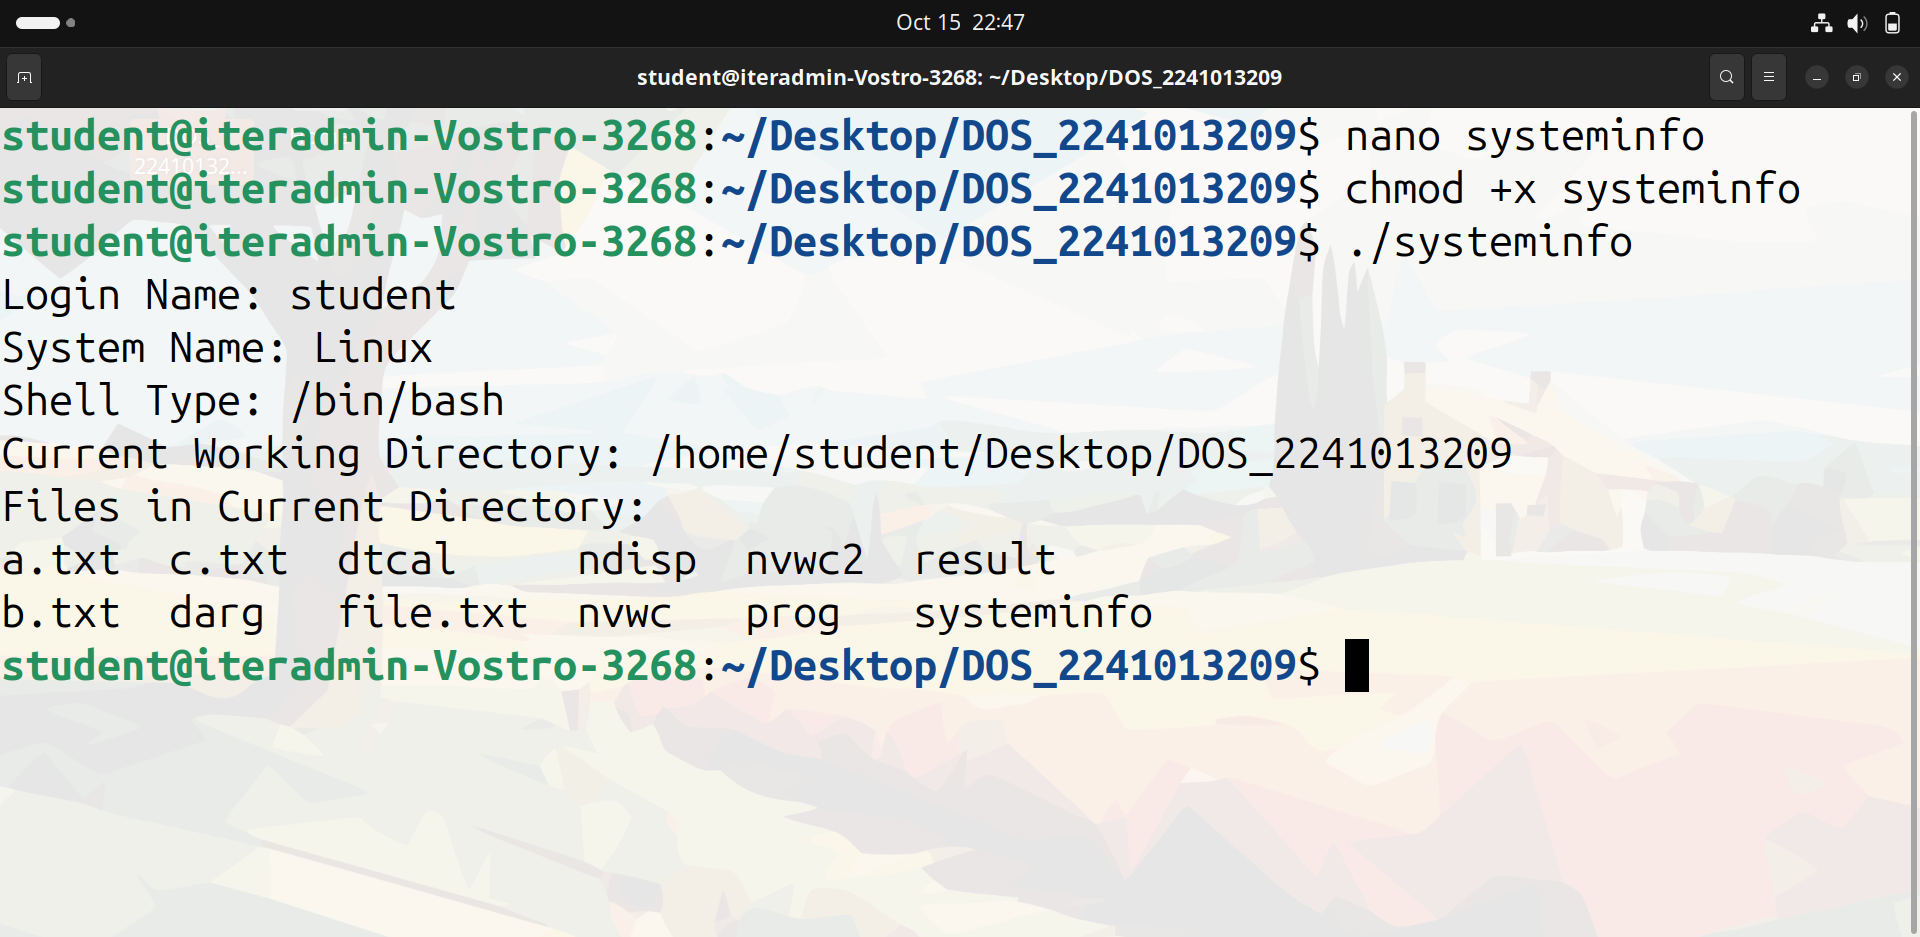 Oct 15  22:47
student@iteradmin-Vostro-3268: ~/Desktop/DOS_2241013209
student@iteradmin-Vostro-3268:~/Desktop/DOS_2241013209$ nano systeminfo
22410132...
student@iteradmin-Vostro-3268:~/Desktop/DOS_2241013209$ chmod +x systeminfo
student@iteradmin-Vostro-3268:~/Desktop/DOS_2241013209$ ./systeminfo
Login Name: student
System Name: Linux
Shell Type: /bin/bash
Current Working Directory: /home/student/Desktop/DOS_2241013209
Files in Current Directory:
a.txt  c.txt  dtcal     ndisp  nvwc2  result
b.txt  darg   file.txt  nvwc   prog   systeminfo
student@iteradmin-Vostro-3268:~/Desktop/DOS_2241013209$